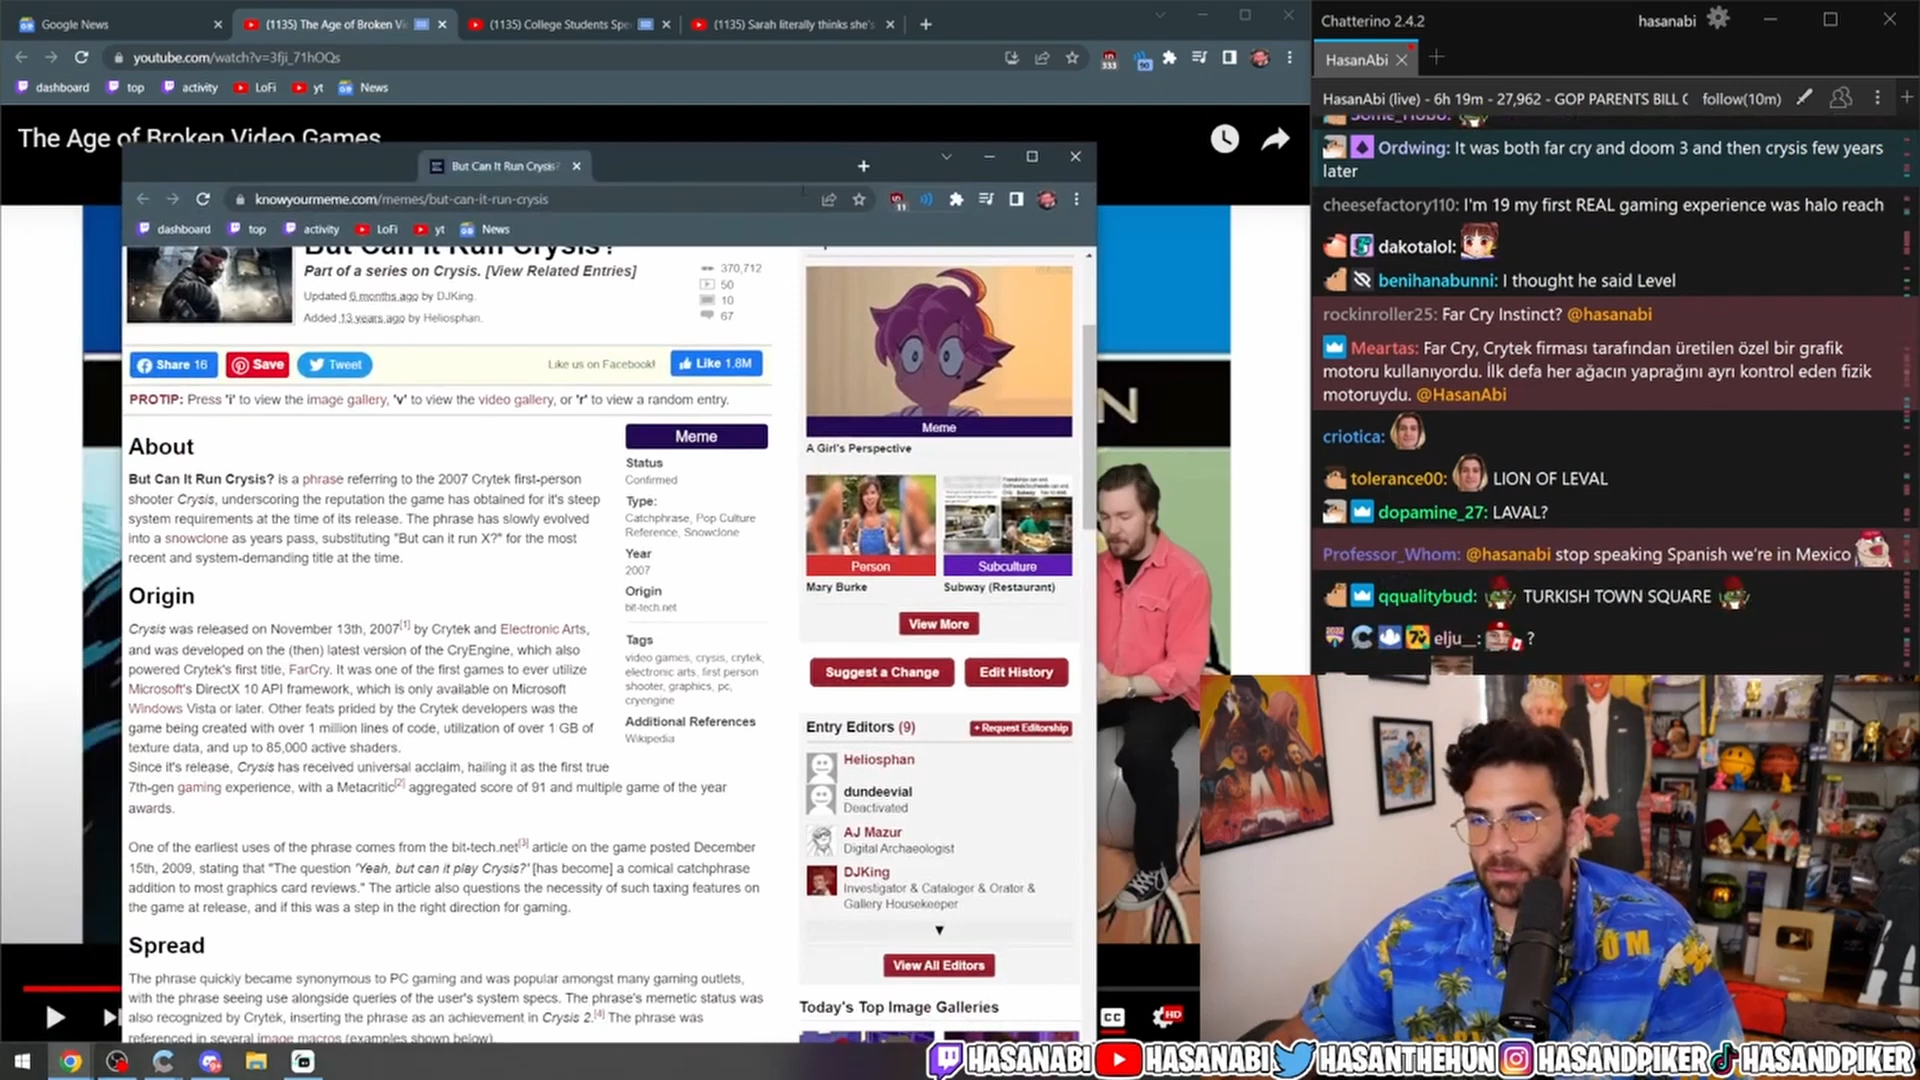 Google News
(1135) The Age of Broken Vi
(1135) College Students Spe
(1135) Sarah literally thinks she's
youtube.com/watch?v=3fji_71hOQs
333
90
dashboard
top
activity
LoFi
yt
News
The Age of Broken Video Games
But Can It Run Crysis?
knowyourmeme.com/memes/but-can-it-run-crysis
11
dashboard
top
activity
LoFi
yt
News
But Can It Run Crysis?
Part of a series on Crysis. [View Related Entries]
Updated 6 months ago by DJKing.
Added 13 years ago by Heliosphan.
370,712
50
10
67
Share 16
Save
Tweet
Like us on Facebook!
Like 1.8M
PROTIP: Press 'i' to view the image gallery, 'v' to view the video gallery, or 'r' to view a random entry.
About
But Can It Run Crysis? is a phrase referring to the 2007 Crytek first-person
shooter Crysis, underscoring the reputation the game has obtained for it's steep
system requirements at the time of its release. The phrase has slowly evolved
into a snowclone as years pass, substituting "But can it run X?" for the most
recent and system-demanding title at the time.
Origin
Crysis was released on November 13th, 2007[1] by Crytek and Electronic Arts,
and was developed on the (then) latest version of the CryEngine, which also
powered Crytek's first title, FarCry. It was one of the first games to ever utilize
Microsoft's DirectX 10 API framework, which is only available on Microsoft
Windows Vista or later. Other feats prided by the Crytek developers was the
game being created with over 1 million lines of code, utilization of over 1 GB of
texture data, and up to 85,000 active shaders.
Since it's release, Crysis has received universal acclaim, hailing it as the first true
7th-gen gaming experience, with a Metacritic[2] aggregated score of 91 and multiple game of the year
awards.
One of the earliest uses of the phrase comes from the bit-tech.net[3] article on the game posted December
15th, 2009, stating that "The question 'Yeah, but can it play Crysis?' [has become] a comical catchphrase
addition to most graphics card reviews." The article also questions the necessity of such taxing features on
the game at release, and if this was a step in the right direction for gaming.
Spread
The phrase quickly became synonymous to PC gaming and was popular amongst many gaming outlets,
with the phrase seeing use alongside queries of the user's system specs. The phrase's memetic status was
also recognized by Crytek, inserting the phrase as an achievement in Crysis 2.[4] The phrase was
referenced in several image macros (examples shown below)
Meme
Status
Confirmed
Type:
Catchphrase, Pop Culture
Reference, Snowclone
Year
2007
Origin
bit-tech.net
Tags
video games, crysis, crytek,
electronic arts, first person
shooter, graphics, pc,
cryengine
Additional References
Wikipedia
Meme
A Girl's Perspective
Person
Mary Burke
Subculture
Subway (Restaurant)
View More
Suggest a Change
Edit History
Entry Editors (9)
+ Request Editorship
Heliosphan
dundeevial
Deactivated
AJ Mazur
Digital Archaeologist
DJKing
Investigator & Cataloger & Orator &
Gallery Housekeeper
View All Editors
Today's Top Image Galleries
N
CC
HD
Chatterino 2.4.2
hasanabi
HasanAbi
HasanAbi (live) - 6h 19m - 27,962 - GOP PARENTS BILL
follow(10m)
Some_Hobo:
Ordwing: It was both far cry and doom 3 and then crysis few years
later
cheesefactory110: I'm 19 my first REAL gaming experience was halo reach
dakotalol:
benihanabunni: I thought he said Level
rockinroller25: Far Cry Instinct? @hasanabi
Meartas: Far Cry, Crytek firması tarafından üretilen özel bir grafik
motoru kullanıyordu. İlk defa her ağacın yaprağını ayrı kontrol eden fizik
motoruydu. @HasanAbi
criotica:
tolerance00: LION OF LEVAL
dopamine_27: LAVAL?
Professor_Whom: @hasanabi stop speaking Spanish we're in Mexico
qqualitybud: TURKISH TOWN SQUARE
elju__: ?
HASANABI
HASANABI
HASANTHEHUN
HASANDPIKER
HASANDPIKER